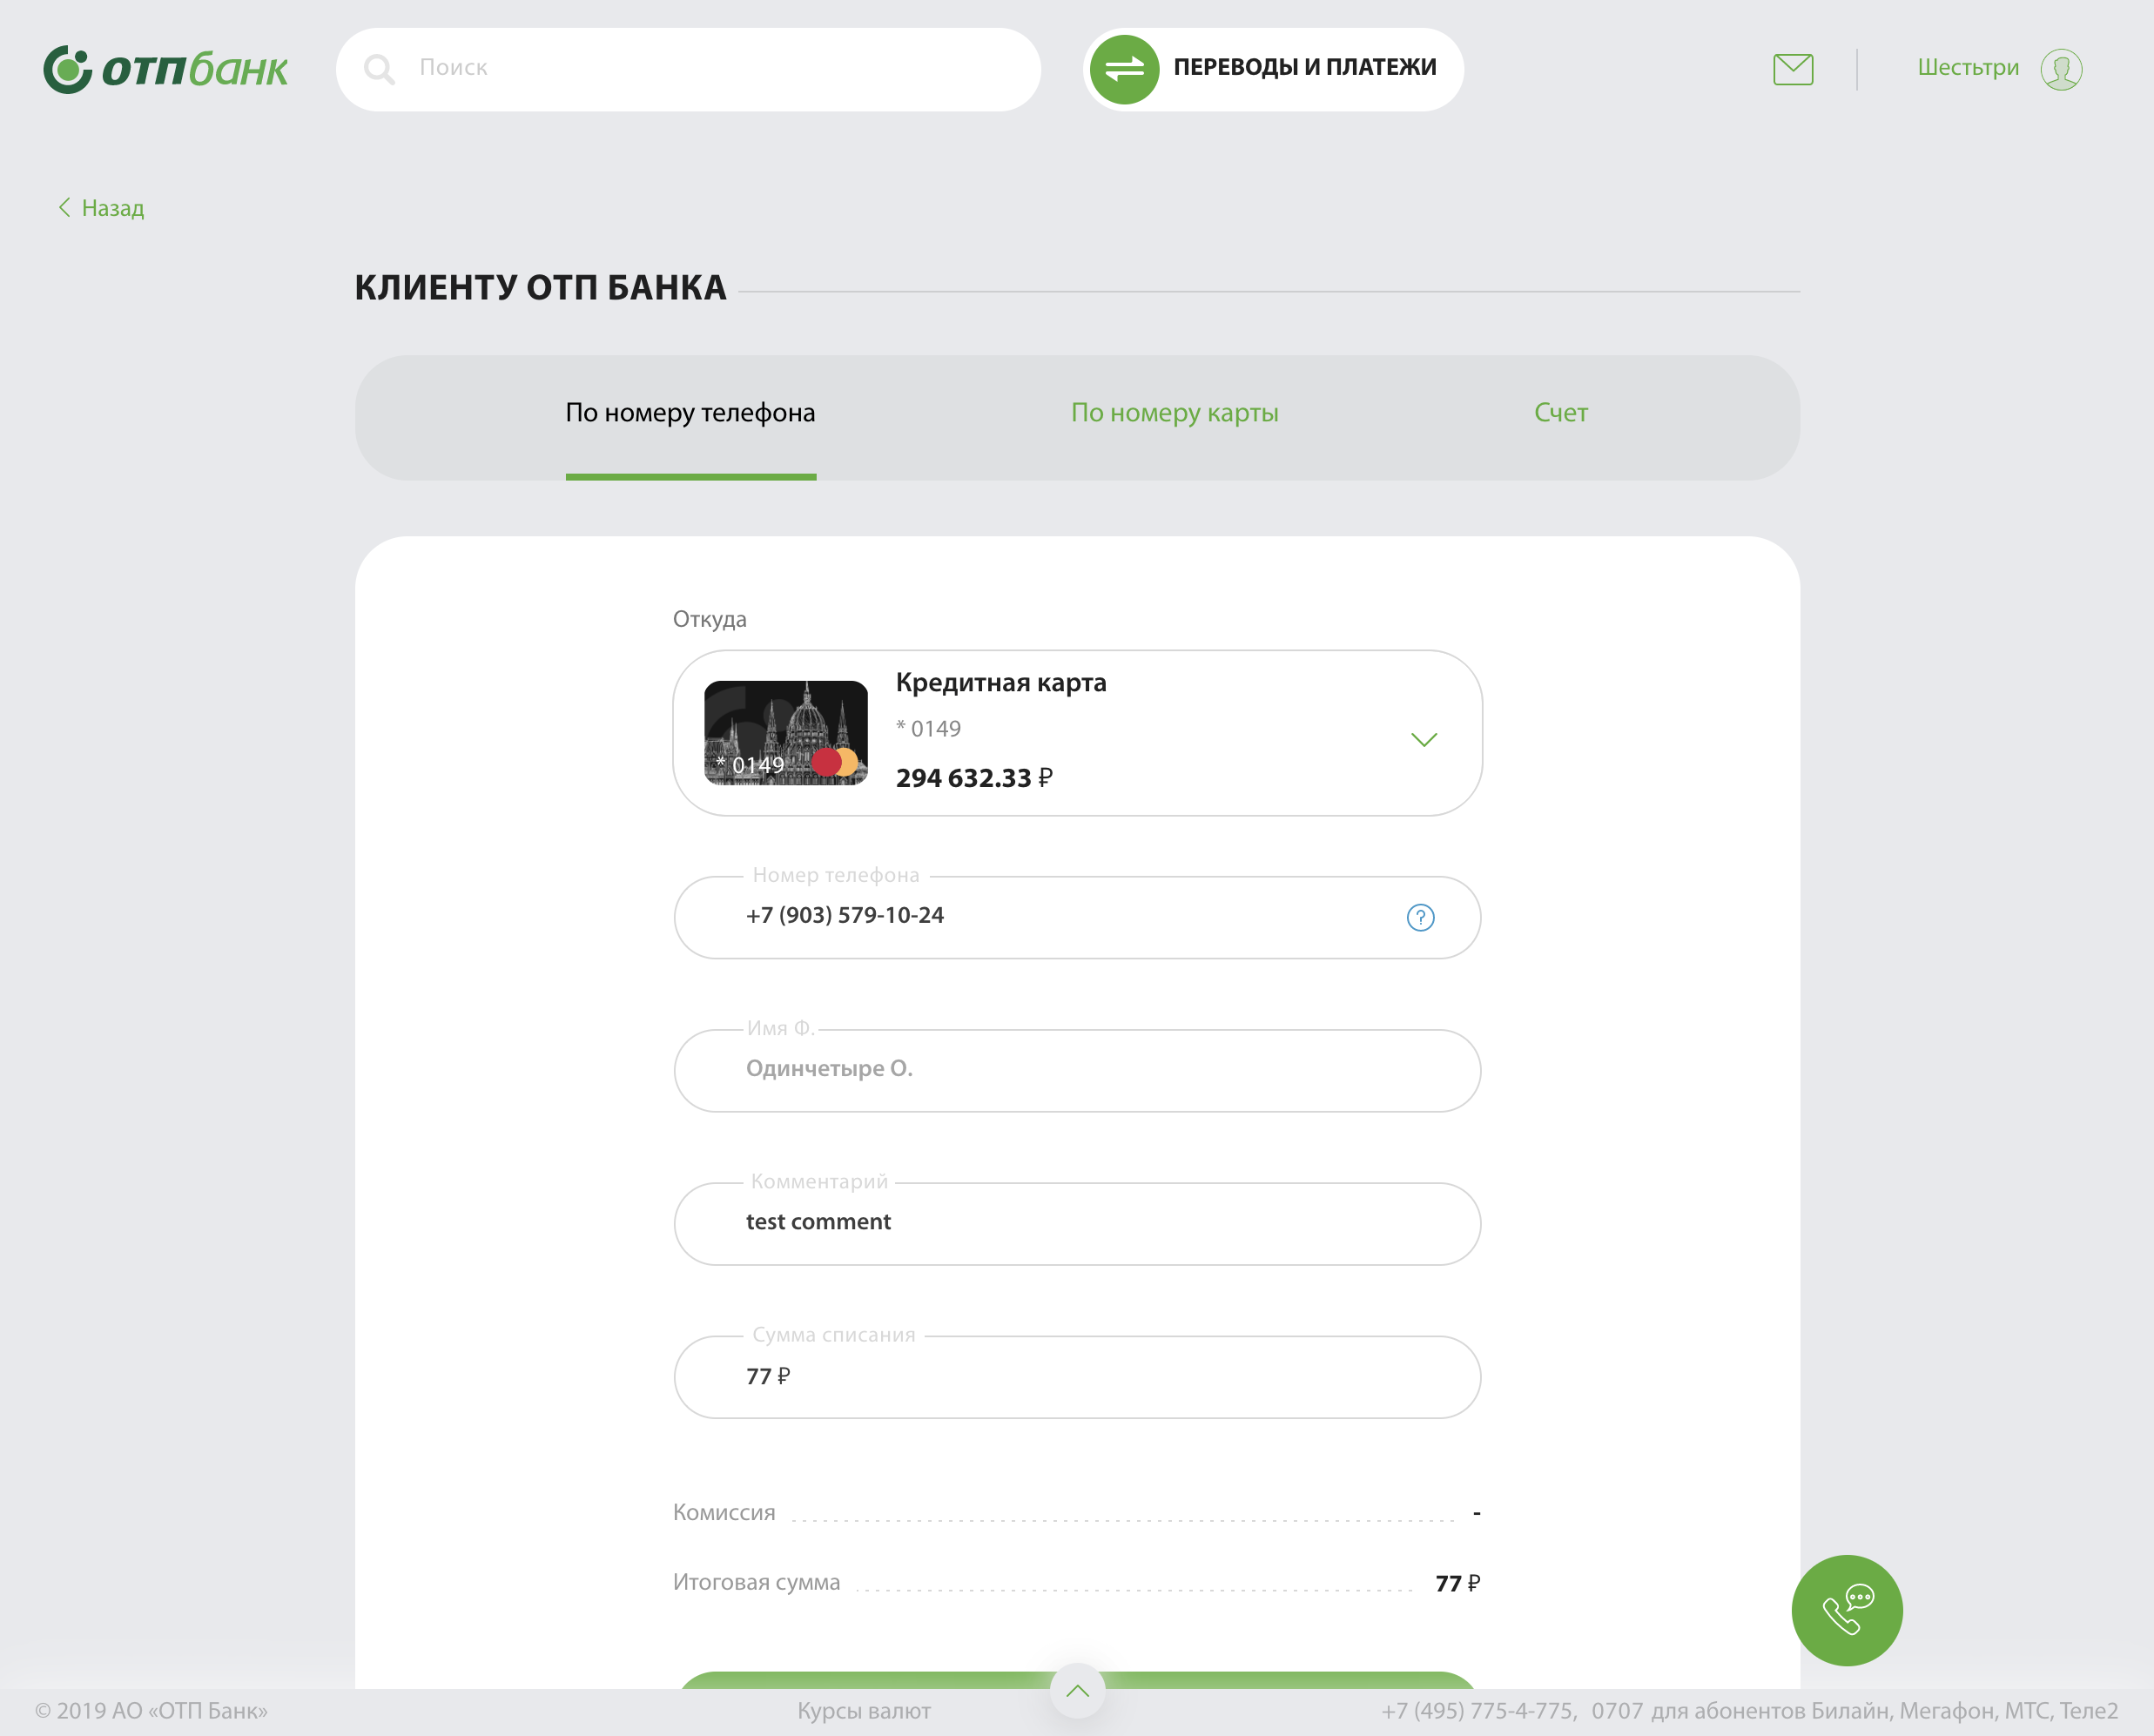 отпбанк
Поиск
ПЕРЕВОДЫ И ПЛАТЕЖИ
Шестьтри
Назад
КЛИЕНТУ ОТП БАНКА
По номеру телефона
По номеру карты
Счет
Откуда
Кредитная карта
* 0149
* 0149
294 632.33 ₽
Номер телефона
+7 (903) 579-10-24
?
Имя Ф.
Одинчетыре О.
Комментарий
test comment
Сумма списания
77 ₽
Комиссия -
Итоговая сумма 77 ₽
© 2019 АО «ОТП Банк»
Курсы валют
+7 (495) 775-4-775, 0707 для абонентов Билайн, Мегафон, МТС, Теле2